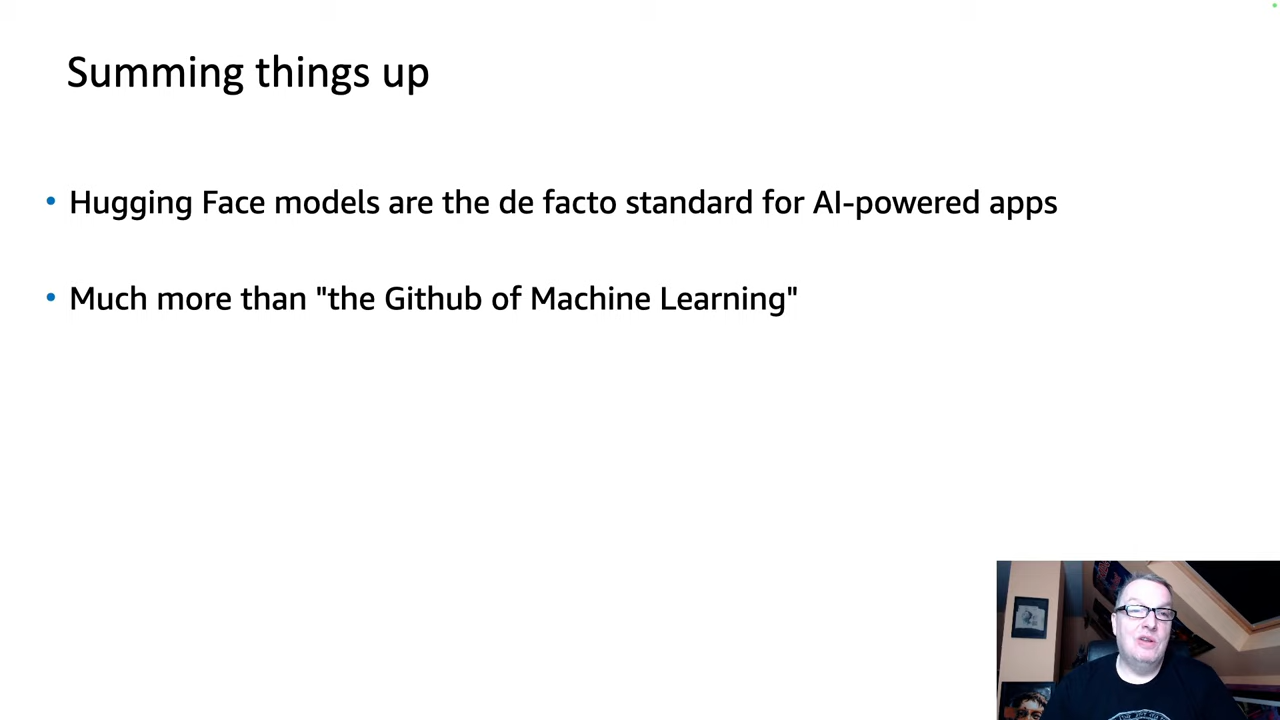 Summing things up
• Hugging Face models are the de facto standard for AI-powered apps
• Much more than "the Github of Machine Learning"